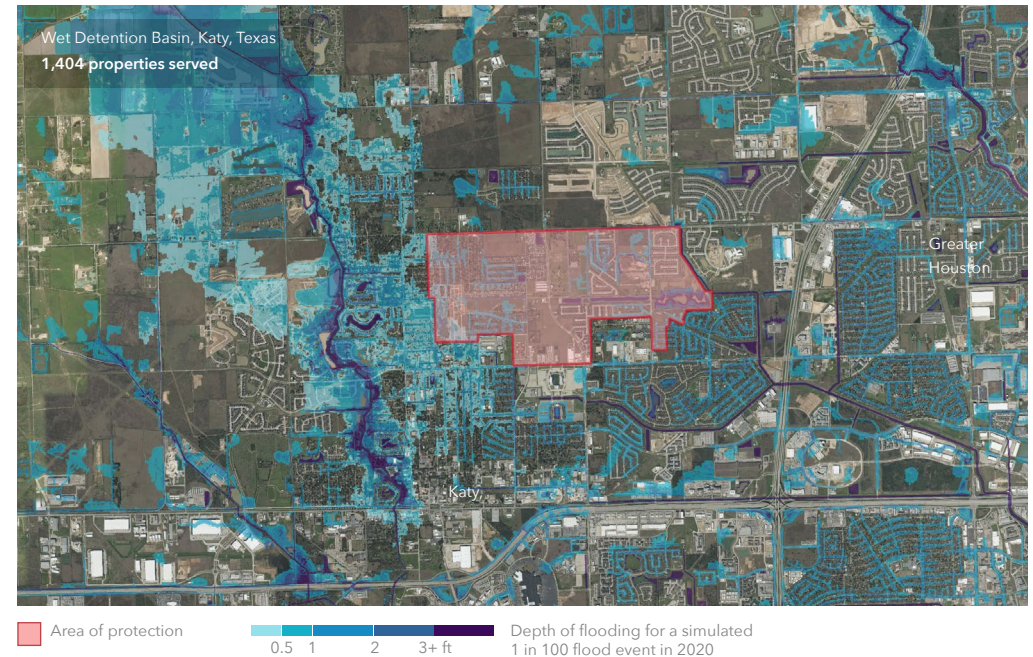 Wet Detention Basin, Katy, Texas
1,404 properties served
Greater
Houston
Katy
Area of protection
0.5 1 2 3+ ft
Depth of flooding for a simulated
1 in 100 flood event in 2020